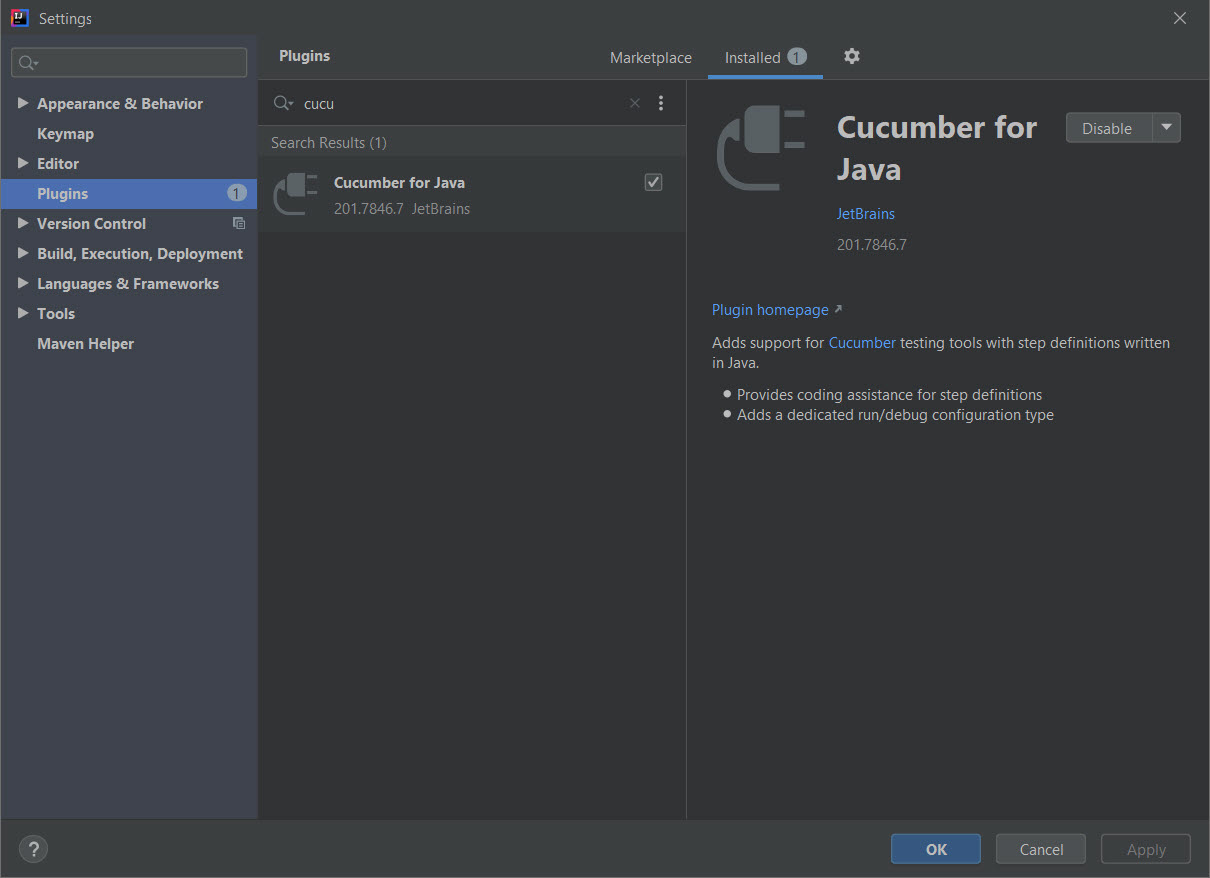 Settings
Plugins
Marketplace
Installed 1
Appearance & Behavior
Keymap
Editor
Plugins 1
Version Control
Build, Execution, Deployment
Languages & Frameworks
Tools
Maven Helper
cucu
Search Results (1)
Cucumber for Java
201.7846.7 JetBrains
Cucumber for
Java
Disable
JetBrains
201.7846.7
Plugin homepage
Adds support for Cucumber testing tools with step definitions written
in Java.
Provides coding assistance for step definitions
Adds a dedicated run/debug configuration type
?
OK
Cancel
Apply